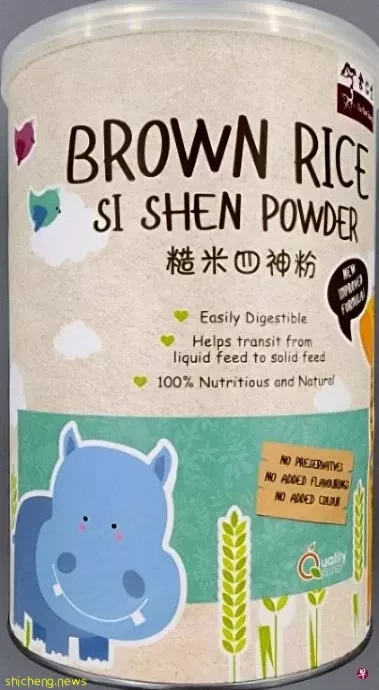 BROWN RICE
SI SHEN POWDER
糙米四神粉
NEW
IMPROVED
FORMULA!
Easily Digestible
Helps transit from
liquid feed to solid feed
100% Nutritious and Natural
NO PRESERVATIVES
NO ADDED FLAVOURING
NO ADDED COLOUR
Quality
shicheng.news